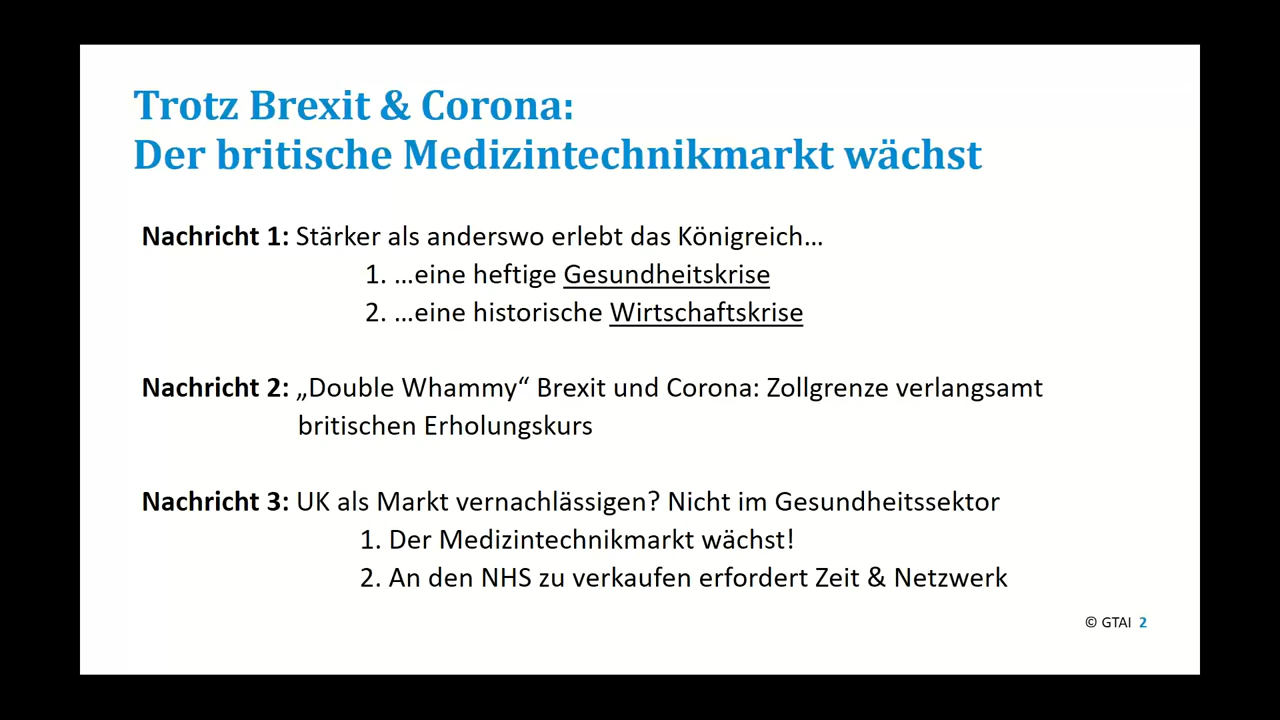 Trotz Brexit & Corona:
Der britische Medizintechnikmarkt wächst
Nachricht 1: Stärker als anderswo erlebt das Königreich…
1. …eine heftige Gesundheitskrise
2. …eine historische Wirtschaftskrise
Nachricht 2: „Double Whammy“ Brexit und Corona: Zollgrenze verlangsamt
britischen Erholungskurs
Nachricht 3: UK als Markt vernachlässigen? Nicht im Gesundheitssektor
1. Der Medizintechnikmarkt wächst!
2. An den NHS zu verkaufen erfordert Zeit & Netzwerk
© GTAI 2